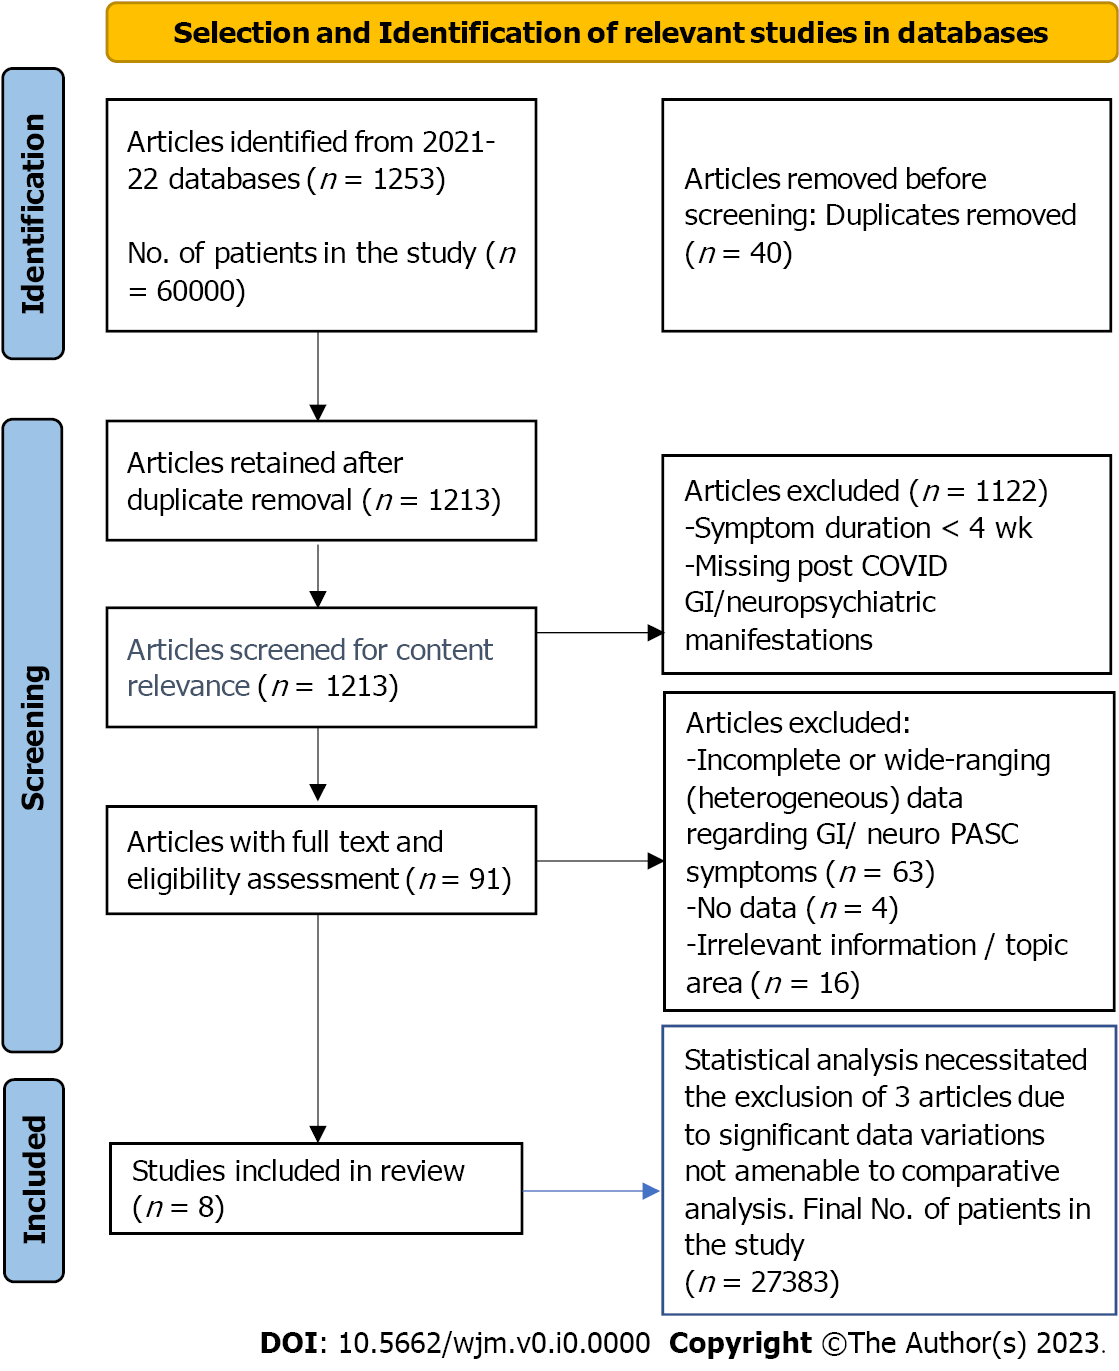 Selection and Identification of relevant studies in databases
Identification
Articles identified from 2021-
22 databases (n = 1253)
No. of patients in the study (n
= 60000)
Articles removed before
screening: Duplicates removed
(n = 40)
Screening
Articles retained after
duplicate removal (n = 1213)
Articles screened for content
relevance (n = 1213)
Articles excluded (n = 1122)
-Symptom duration < 4 wk
-Missing post COVID
GI/neuropsychiatric
manifestations
Articles with full text and
eligibility assessment (n = 91)
Articles excluded:
-Incomplete or wide-ranging
(heterogeneous) data
regarding GI/ neuro PASC
symptoms (n = 63)
-No data (n = 4)
-Irrelevant information / topic
area (n = 16)
Included
Studies included in review
(n = 8)
Statistical analysis necessitated
the exclusion of 3 articles due
to significant data variations
not amenable to comparative
analysis. Final No. of patients in
the study
(n = 27383)
DOI: 10.5662/wjm.v0.i0.0000 Copyright ©The Author(s) 2023.